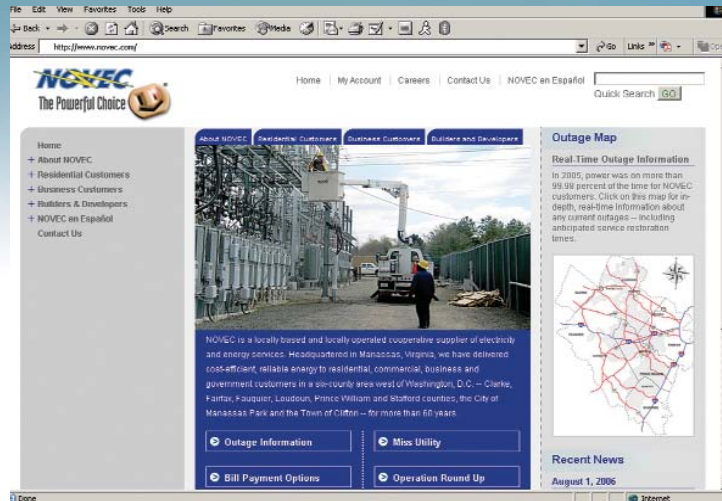 File Edit View Favorites Tools Help
Back Search Favorites Media
Address http://www.novec.com/ Go Links
NOVEC
The Powerful Choice
Home | My Account | Careers | Contact Us | NOVEC en Español
Quick Search GO
Home
+ About NOVEC
+ Residential Customers
+ Business Customers
+ Builders & Developers
+ NOVEC en Español
Contact Us
About NOVEC Residential Customers Business Customers Builders and Developers
NOVEC is a locally based and locally operated cooperative supplier of electricity
and energy services. Headquartered in Manassas, Virginia, we have delivered
cost-efficient, reliable energy to residential, commercial, business and
government customers in a six-county area west of Washington, D.C. -- Clarke,
Fairfax, Fauquier, Loudoun, Prince William and Stafford counties, the City of
Manassas Park and the Town of Clifton -- for more than 60 years.
Outage Information
Miss Utility
Bill Payment Options
Operation Round Up
Outage Map
Real-Time Outage Information
In 2005, power was on more than
99.98 percent of the time for NOVEC
customers. Click on this map for in-
depth, real-time information about
any current outages -- including
anticipated service restoration
times.
Recent News
August 1, 2006
Done
Internet